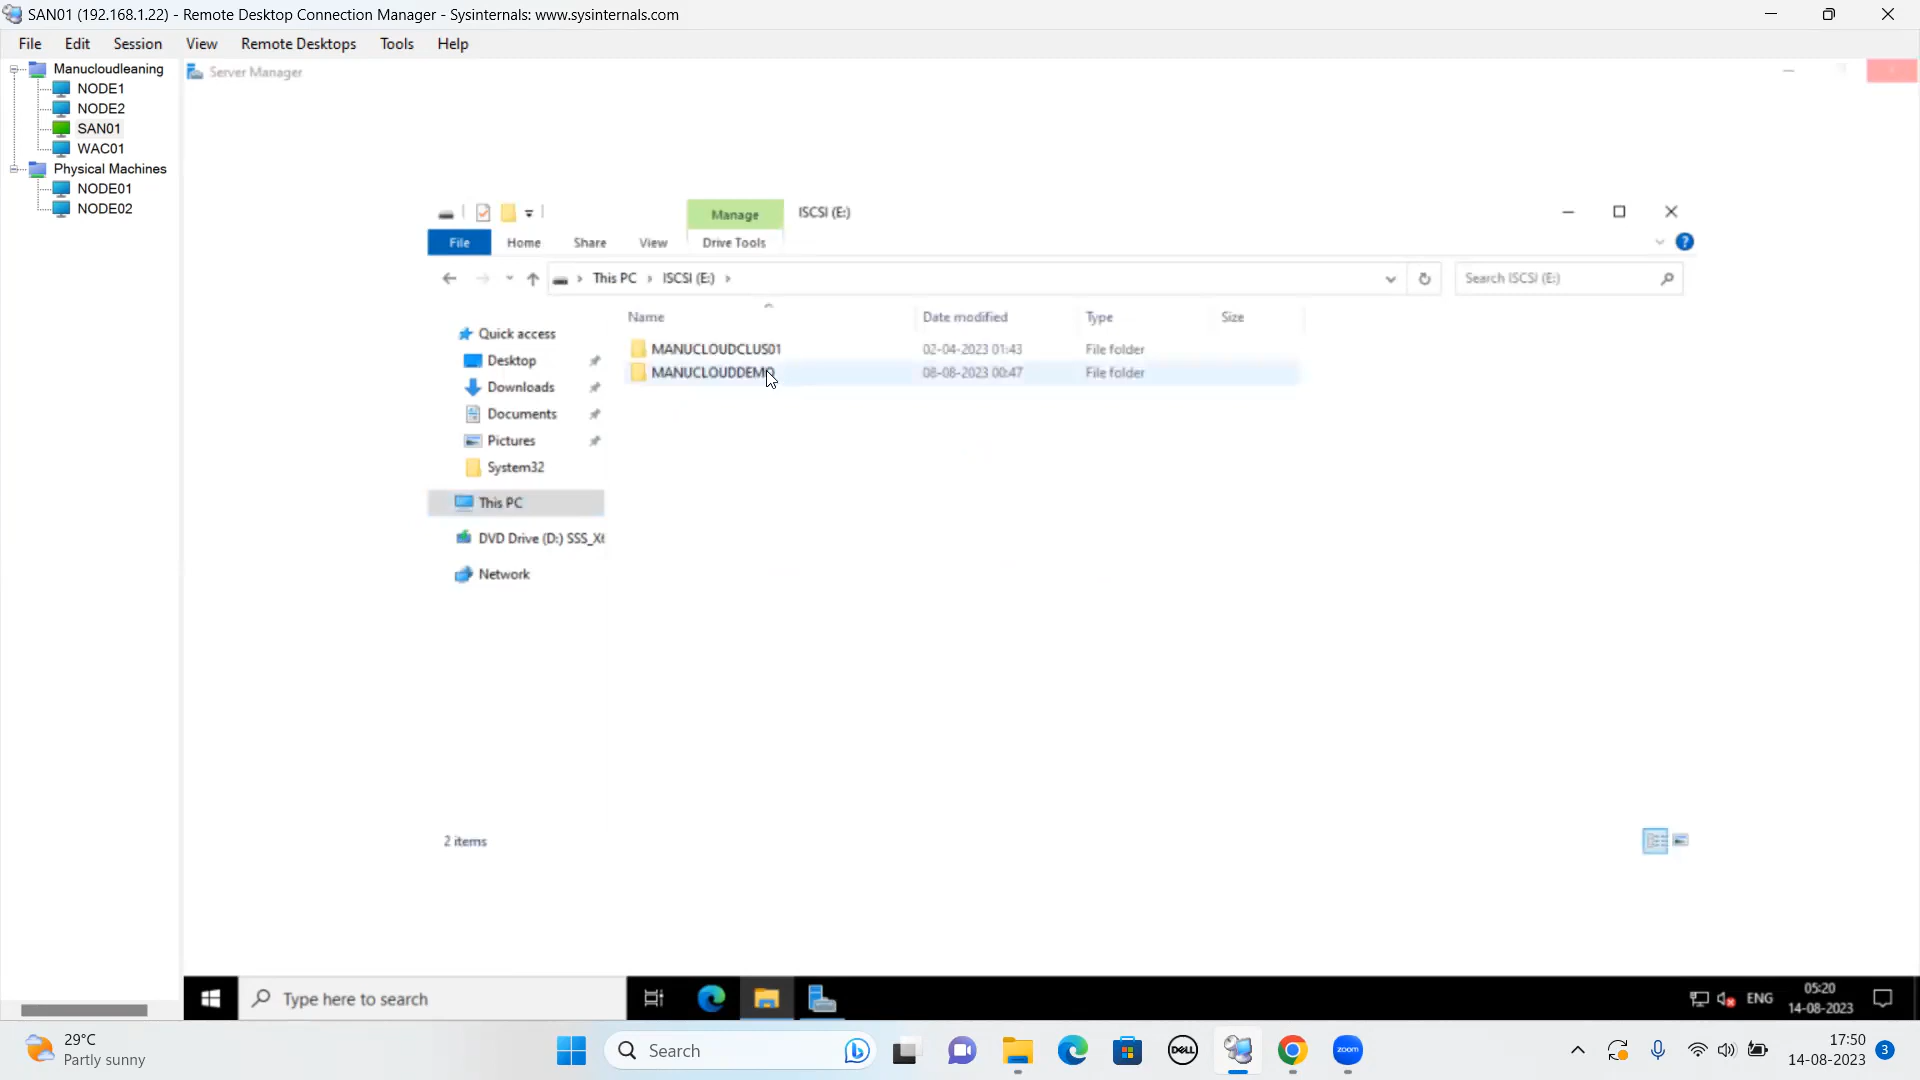 SAN01 (192.168.1.22) - Remote Desktop Connection Manager - Sysinternals: www.sysinternals.com
File Edit Session View Remote Desktops Tools Help
Manucloudleaning
NODE1
NODE2
SAN01
WAC01
Physical Machines
NODE01
NODE02
Server Manager
Manage ISCSI (E:)
File Home Share View Drive Tools
This PC ISCSI (E:) Search ISCSI (E:)
Name Date modified Type Size
MANUCLOUDCLUS01 02-04-2023 01:43 File folder
MANUCLOUDDEMO 08-08-2023 00:47 File folder
Quick access
Desktop
Downloads
Documents
Pictures
System32
This PC
DVD Drive (D:) SSS_X6
Network
2 items
Type here to search
ENG
05:20
14-08-2023
29°C
Partly sunny
Search
DELL
zoom
17:50
14-08-2023
3